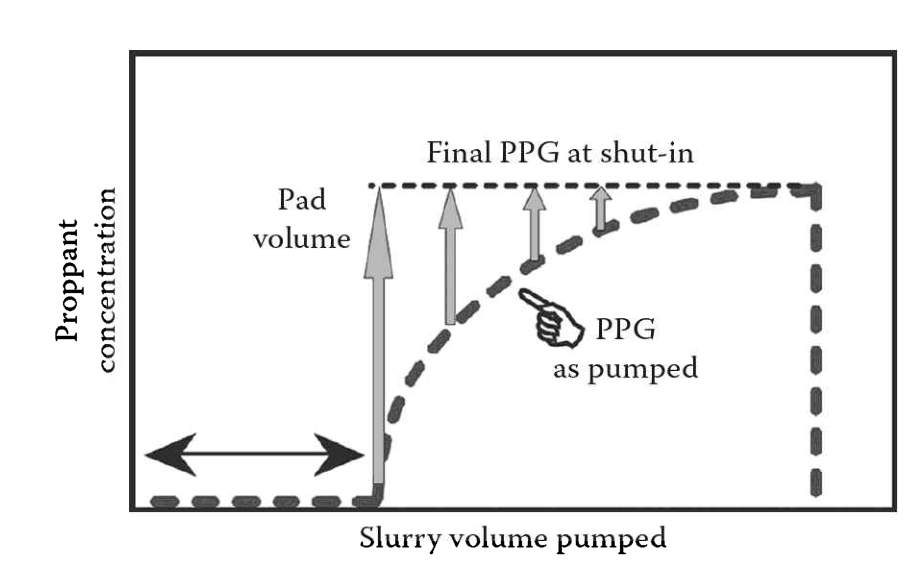 Final PPG at shut-in
Pad
volume
Proppant
concentration
PPG
as pumped
Slurry volume pumped